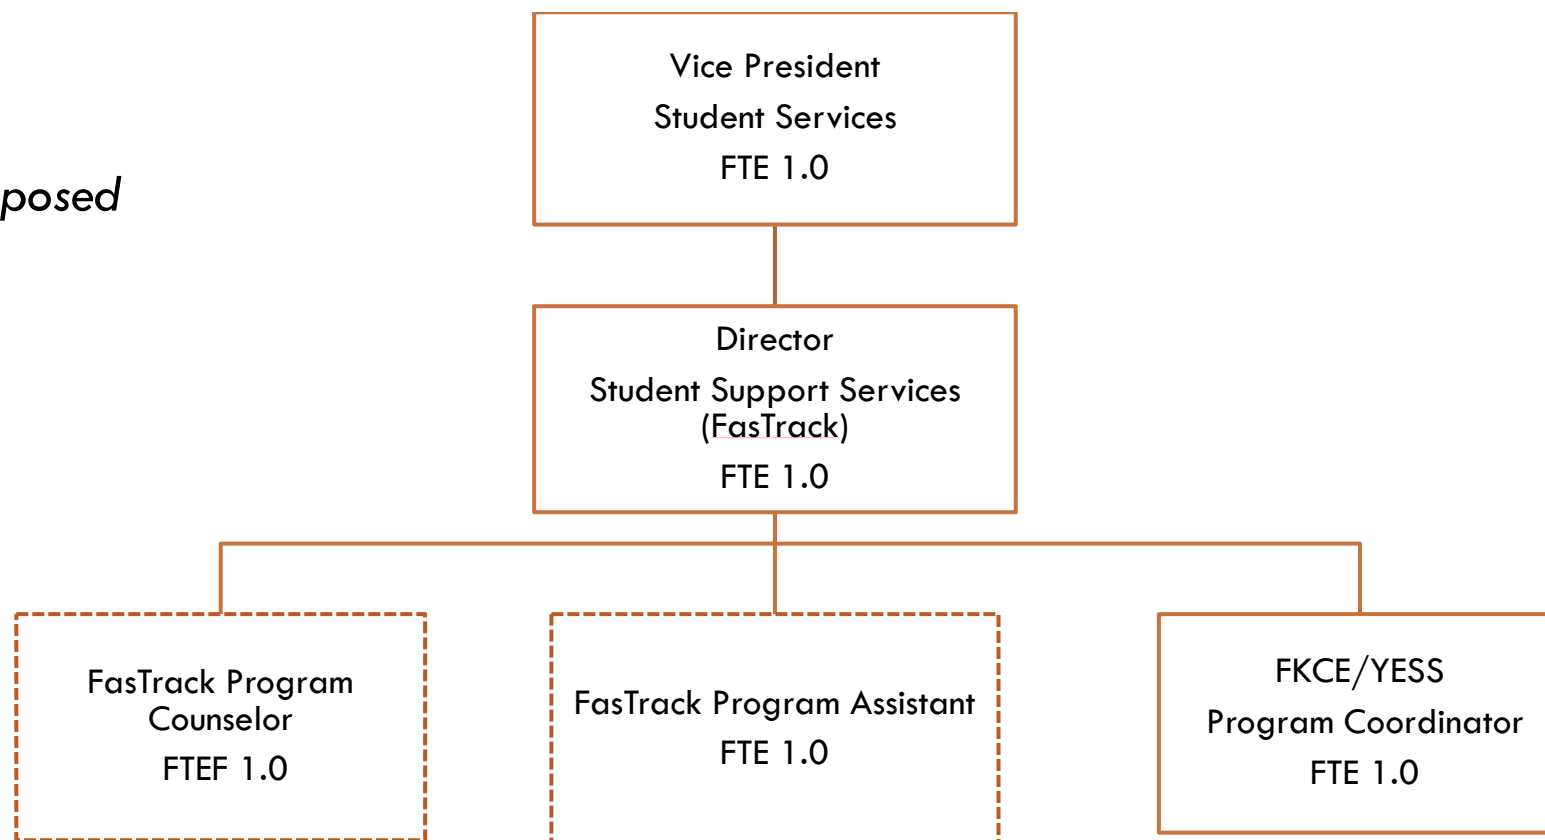 Vice President
Student Services
FTE 1.0
posed
Director
Student Support Services
(FasTrack)
FTE 1.0
FasTrack Program
Counselor
FTEF 1.0
FasTrack Program Assistant
FTE 1.0
FKCE/YESS
Program Coordinator
FTE 1.0